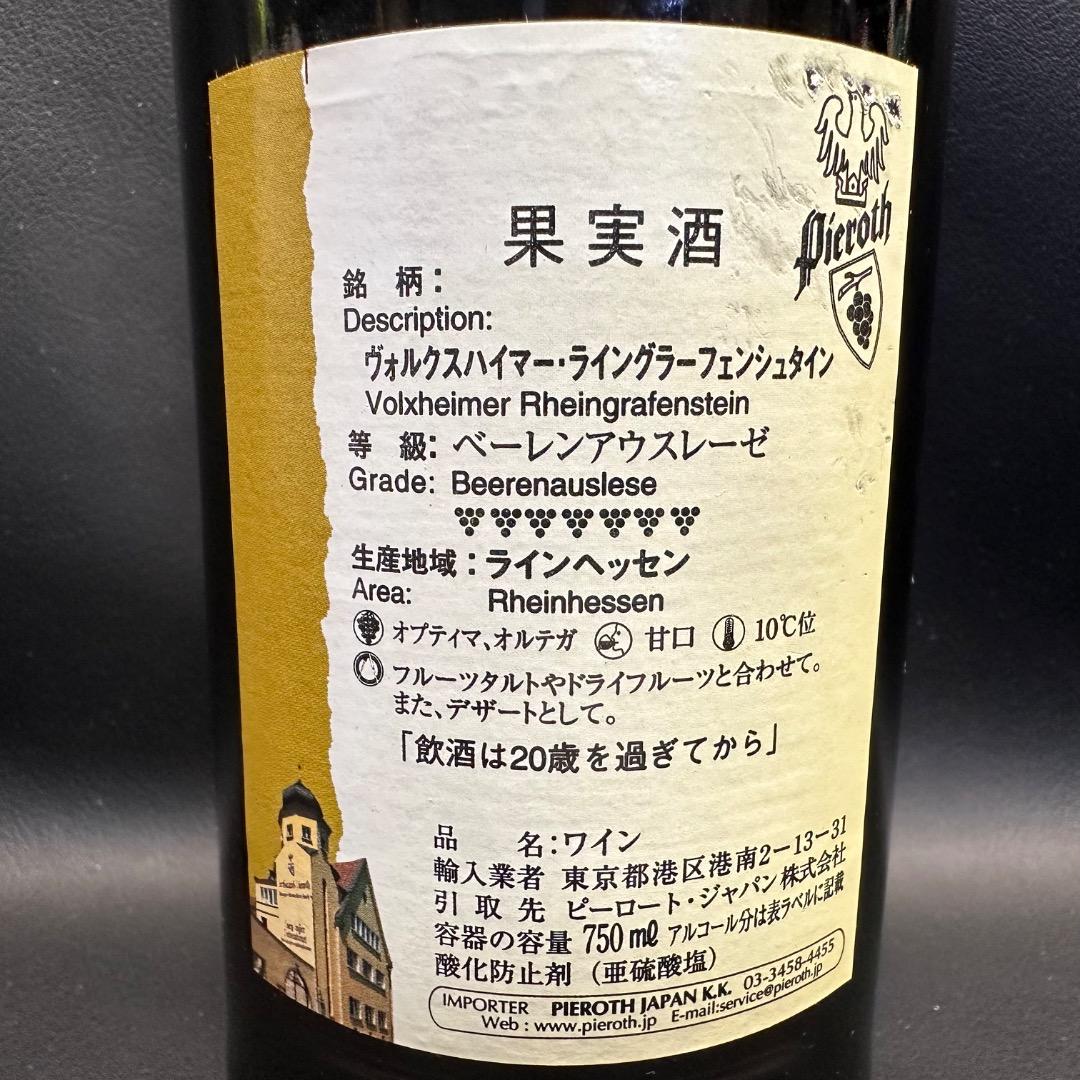 果実酒
Pieroth
銘柄:
Description:
ヴォルクスハイマー・ライングラーフェンシュタイン
Volxheimer Rheingrafenstein
等級: ベーレンアウスレーゼ
Grade: Beerenauslese
生産地域:ラインヘッセン
Area: Rheinhessen
オプティマ、オルテガ 甘口 10℃位
フルーツタルトやドライフルーツと合わせて。
また、デザートとして。
「飲酒は20歳を過ぎてから」
品名:ワイン
輸入業者 東京都港区港南2-13-31
引取先 ピーロート・ジャパン株式会社
容器の容量 750㎖ アルコール分は表ラベルに記載
酸化防止剤(亜硫酸塩)
IMPORTER PIEROTH JAPAN K.K. 03-3458-4455
Web : www.pieroth.jp E-mail:service@pieroth.jp